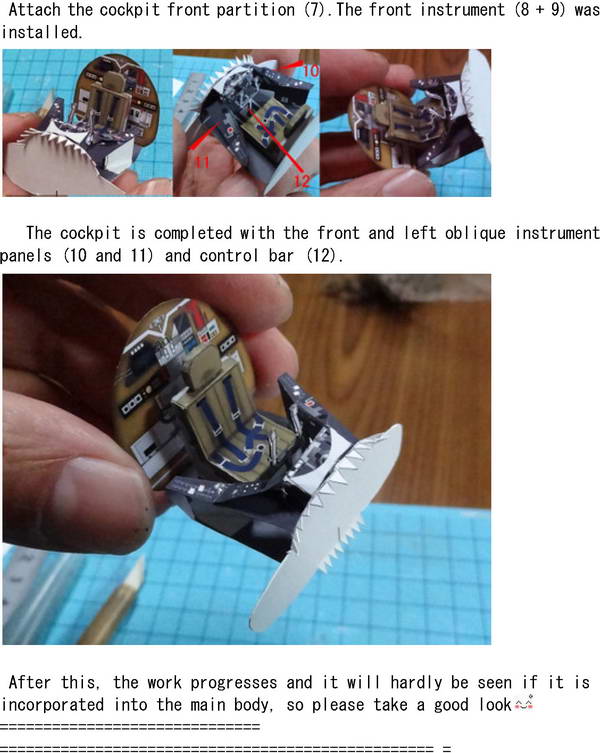 Attach the cockpit front partition (7).The front instrument (8 + 9) was
installed.
10
11
12
The cockpit is completed with the front and left oblique instrument
panels (10 and 11) and control bar (12).
After this, the work progresses and it will hardly be seen if it is
incorporated into the main body, so please take a good look^^
==============================
================================================== =